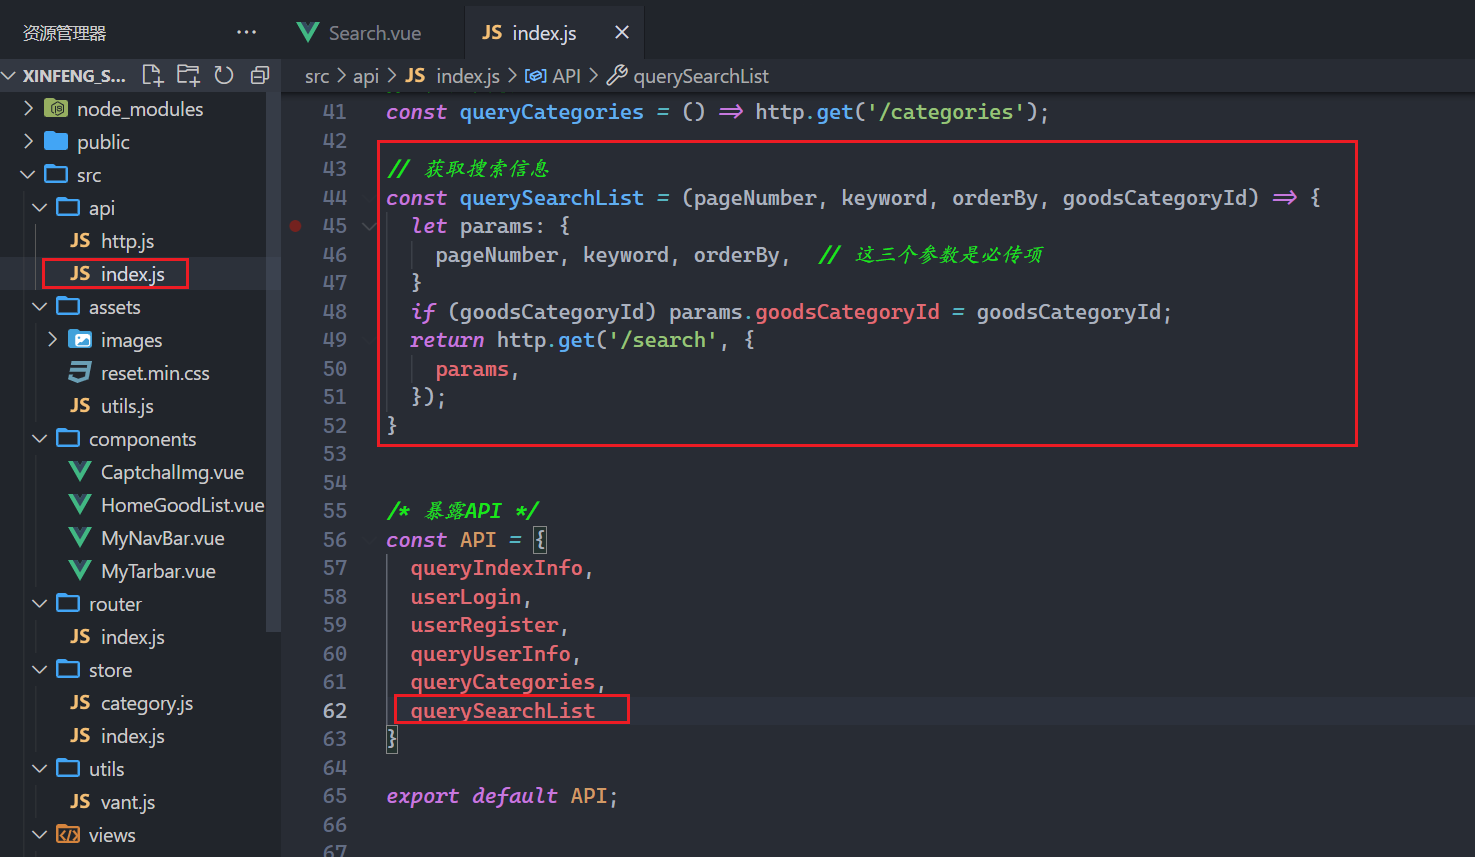 资源管理器 ···
Search.vue
JS index.js ×
XINFENG_S...
src > api > JS index.js > API > querySearchList
node_modules
public
src
api
JS http.js
JS index.js
assets
images
reset.min.css
JS utils.js
components
CaptchalImg.vue
HomeGoodList.vue
MyNavBar.vue
MyTarbar.vue
router
JS index.js
store
JS category.js
JS index.js
utils
JS vant.js
views
41 const queryCategories = () => http.get('/categories');
42
43 // 获取搜索信息
44 const querySearchList = (pageNumber, keyword, orderBy, goodsCategoryId) => {
45 let params: {
46 pageNumber, keyword, orderBy, // 这三个参数是必传项
47 }
48 if (goodsCategoryId) params.goodsCategoryId = goodsCategoryId;
49 return http.get('/search', {
50 params,
51 });
52 }
53
54
55 /* 暴露API */
56 const API = {
57 queryIndexInfo,
58 userLogin,
59 userRegister,
60 queryUserInfo,
61 queryCategories,
62 querySearchList
63 }
64
65 export default API;
66
67